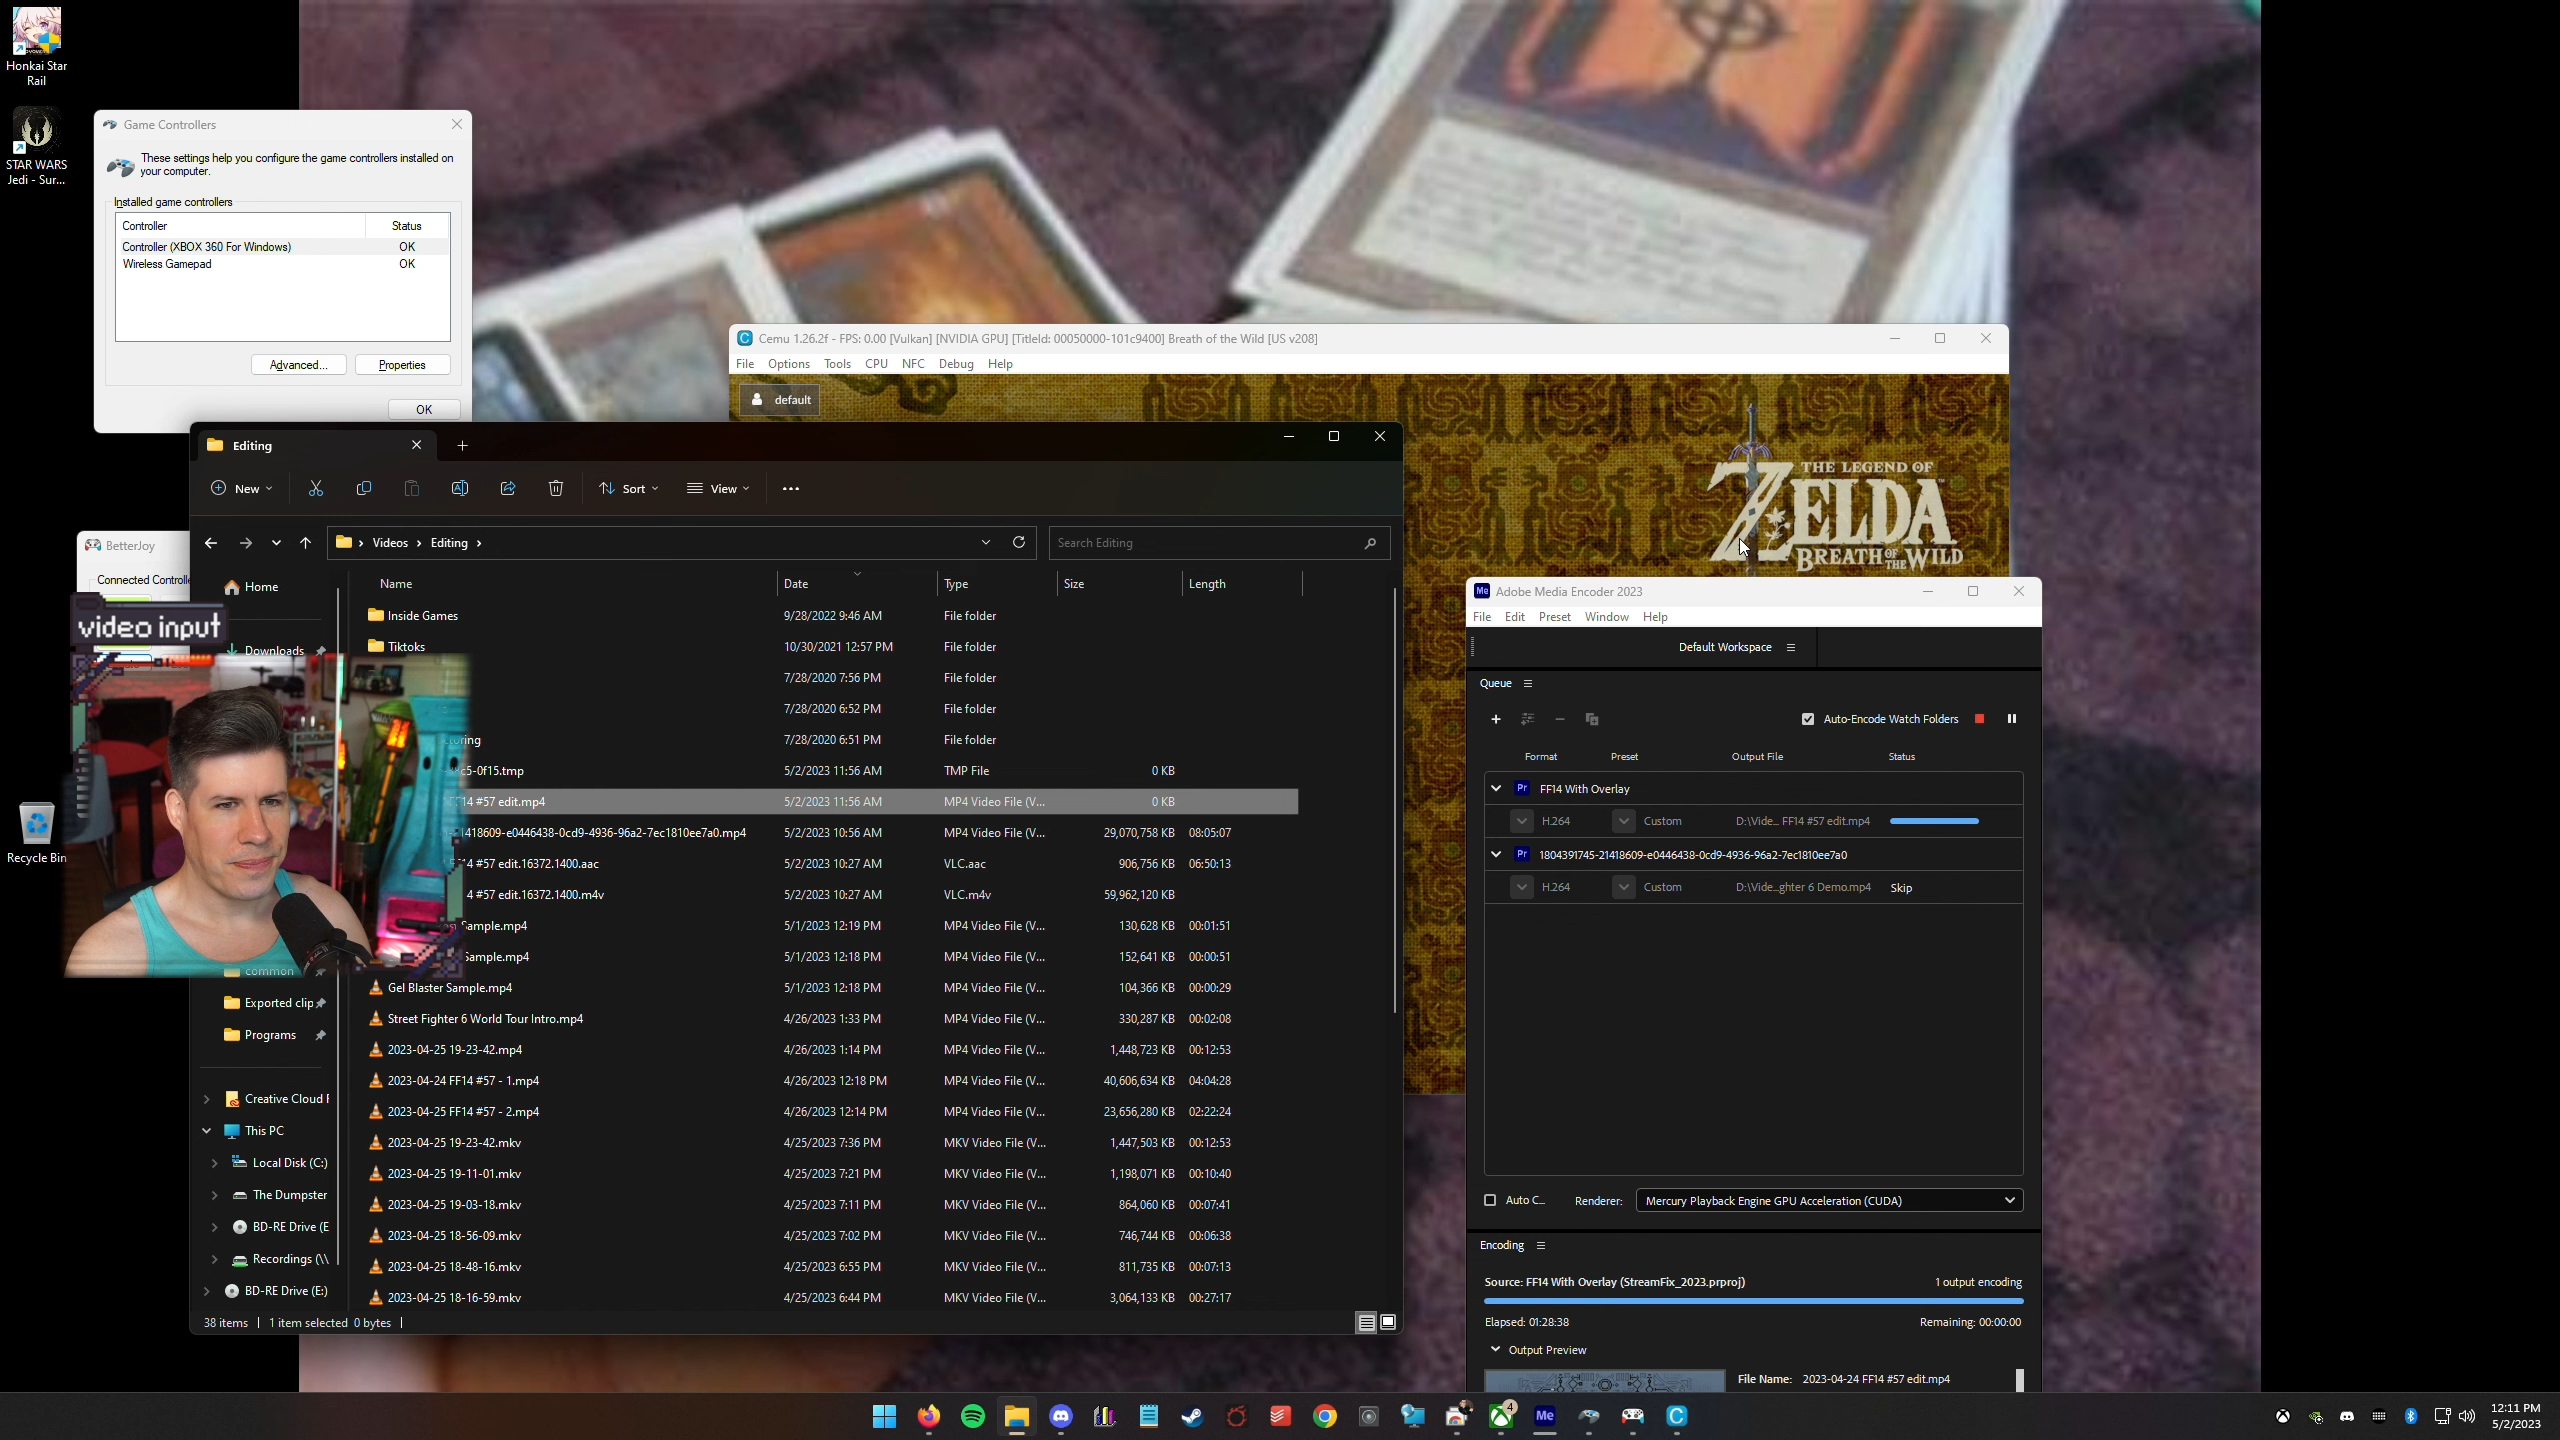 Honkai Star
Rail
STAR WARS
Jedi - Sur...
Recycle Bin
Game Controllers
These settings help you configure the game controllers installed on
your computer.
Installed game controllers
Controller Status
Controller (XBOX 360 For Windows) OK
Wireless Gamepad OK
Advanced... Properties
OK
Cemu 1.26.2f - FPS: 0.00 [Vulkan] [NVIDIA GPU] [TitleId: 00050000-101c9400] Breath of the Wild [US v208]
File Options Tools CPU NFC Debug Help
default
THE LEGEND OF
ZELDA
BREATH OF THE WILD
BetterJoy
Connected Controlle
video input
Editing
New Sort View
Videos > Editing >
Search Editing
Home
Downloads
common
Exported clip
Programs
Creative Cloud F
This PC
Local Disk (C:)
The Dumpster
BD-RE Drive (E
Recordings (\\
BD-RE Drive (E:)
Name Date Type Size Length
Inside Games 9/28/2022 9:46 AM File folder
Tiktoks 10/30/2021 12:57 PM File folder
7/28/2020 7:56 PM File folder
7/28/2020 6:52 PM File folder
oring 7/28/2020 6:51 PM File folder
c5-0f15.tmp 5/2/2023 11:56 AM TMP File 0 KB
FF14 #57 edit.mp4 5/2/2023 11:56 AM MP4 Video File (V... 0 KB
1418609-e0446438-0cd9-4936-96a2-7ec1810ee7a0.mp4 5/2/2023 10:56 AM MP4 Video File (V... 29,070,758 KB 08:05:07
#57 edit.16372.1400.aac 5/2/2023 10:27 AM VLC.aac 906,756 KB 06:50:13
4 #57 edit.16372.1400.m4v 5/2/2023 10:27 AM VLC.m4v 59,962,120 KB
Sample.mp4 5/1/2023 12:19 PM MP4 Video File (V... 130,628 KB 00:01:51
Sample.mp4 5/1/2023 12:18 PM MP4 Video File (V... 152,641 KB 00:00:51
Gel Blaster Sample.mp4 5/1/2023 12:18 PM MP4 Video File (V... 104,366 KB 00:00:29
Street Fighter 6 World Tour Intro.mp4 4/26/2023 1:33 PM MP4 Video File (V... 330,287 KB 00:02:08
2023-04-25 19-23-42.mp4 4/26/2023 1:14 PM MP4 Video File (V... 1,448,723 KB 00:12:53
2023-04-24 FF14 #57 - 1.mp4 4/26/2023 12:18 PM MP4 Video File (V... 40,606,634 KB 04:04:28
2023-04-25 FF14 #57 - 2.mp4 4/26/2023 12:14 PM MP4 Video File (V... 23,656,280 KB 02:22:24
2023-04-25 19-23-42.mkv 4/25/2023 7:36 PM MKV Video File (V... 1,447,503 KB 00:12:53
2023-04-25 19-11-01.mkv 4/25/2023 7:21 PM MKV Video File (V... 1,198,071 KB 00:10:40
2023-04-25 19-03-18.mkv 4/25/2023 7:11 PM MKV Video File (V... 864,060 KB 00:07:41
2023-04-25 18-56-09.mkv 4/25/2023 7:02 PM MKV Video File (V... 746,744 KB 00:06:38
2023-04-25 18-48-16.mkv 4/25/2023 6:55 PM MKV Video File (V... 811,735 KB 00:07:13
2023-04-25 18-16-59.mkv 4/25/2023 6:44 PM MKV Video File (V... 3,064,133 KB 00:27:17
38 items 1 item selected 0 bytes
Me Adobe Media Encoder 2023
File Edit Preset Window Help
Default Workspace
Queue
Auto-Encode Watch Folders
Format Preset Output File Status
Pr FF14 With Overlay
H.264 Custom D:\Vide... FF14 #57 edit.mp4
Pr 1804391745-21418609-e0446438-0cd9-4936-96a2-7ec1810ee7a0
H.264 Custom D:\Vide...ghter 6 Demo.mp4 Skip
Auto C... Renderer: Mercury Playback Engine GPU Acceleration (CUDA)
Encoding
Source: FF14 With Overlay (StreamFix_2023.prproj) 1 output encoding
Elapsed: 01:28:38 Remaining: 00:00:00
Output Preview
File Name: 2023-04-24 FF14 #57 edit.mp4
Me
4
12:11 PM
5/2/2023